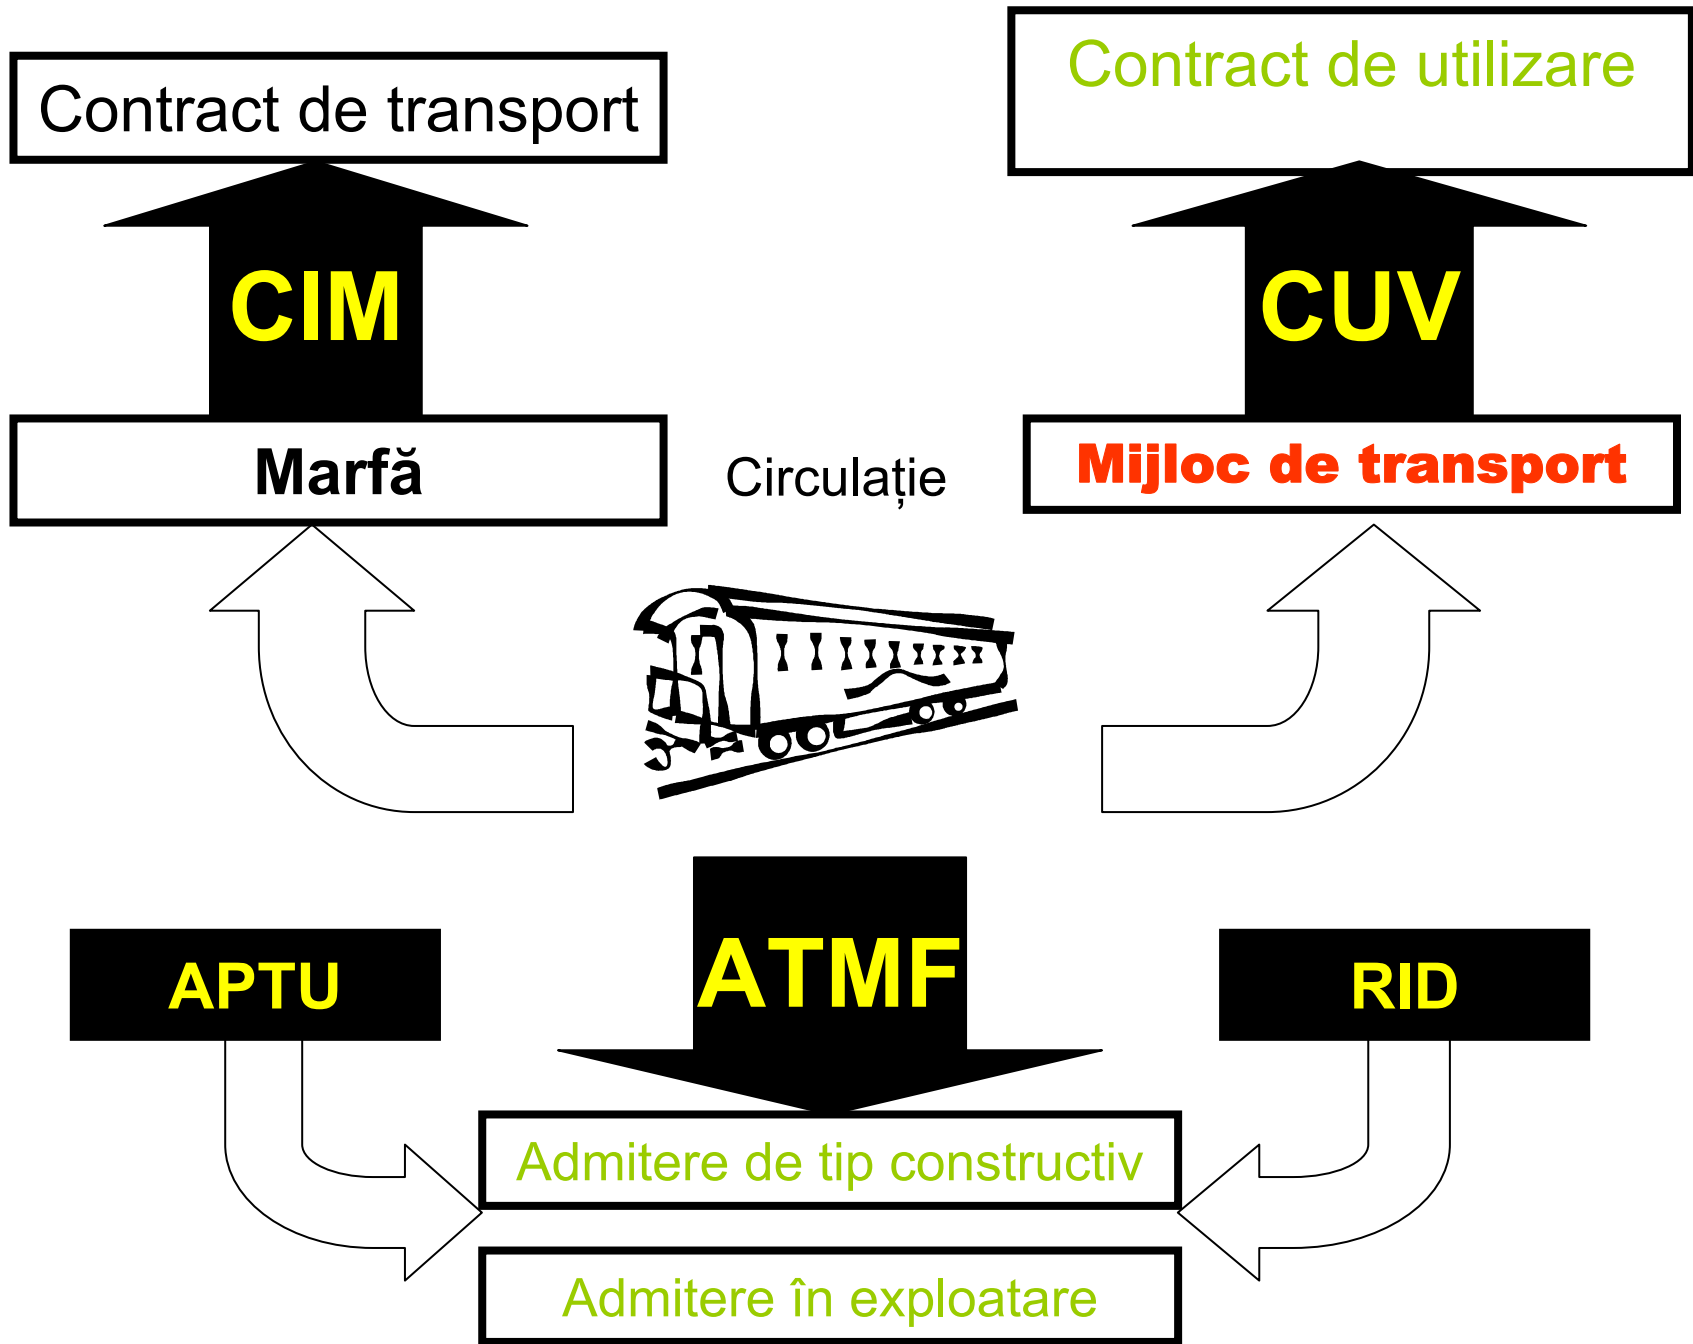 Contract de transport
Contract de utilizare
CIM
CUV
Marfă
Circulație
Mijloc de transport
APTU
ATMF
RID
Admitere de tip constructiv
Admitere în exploatare